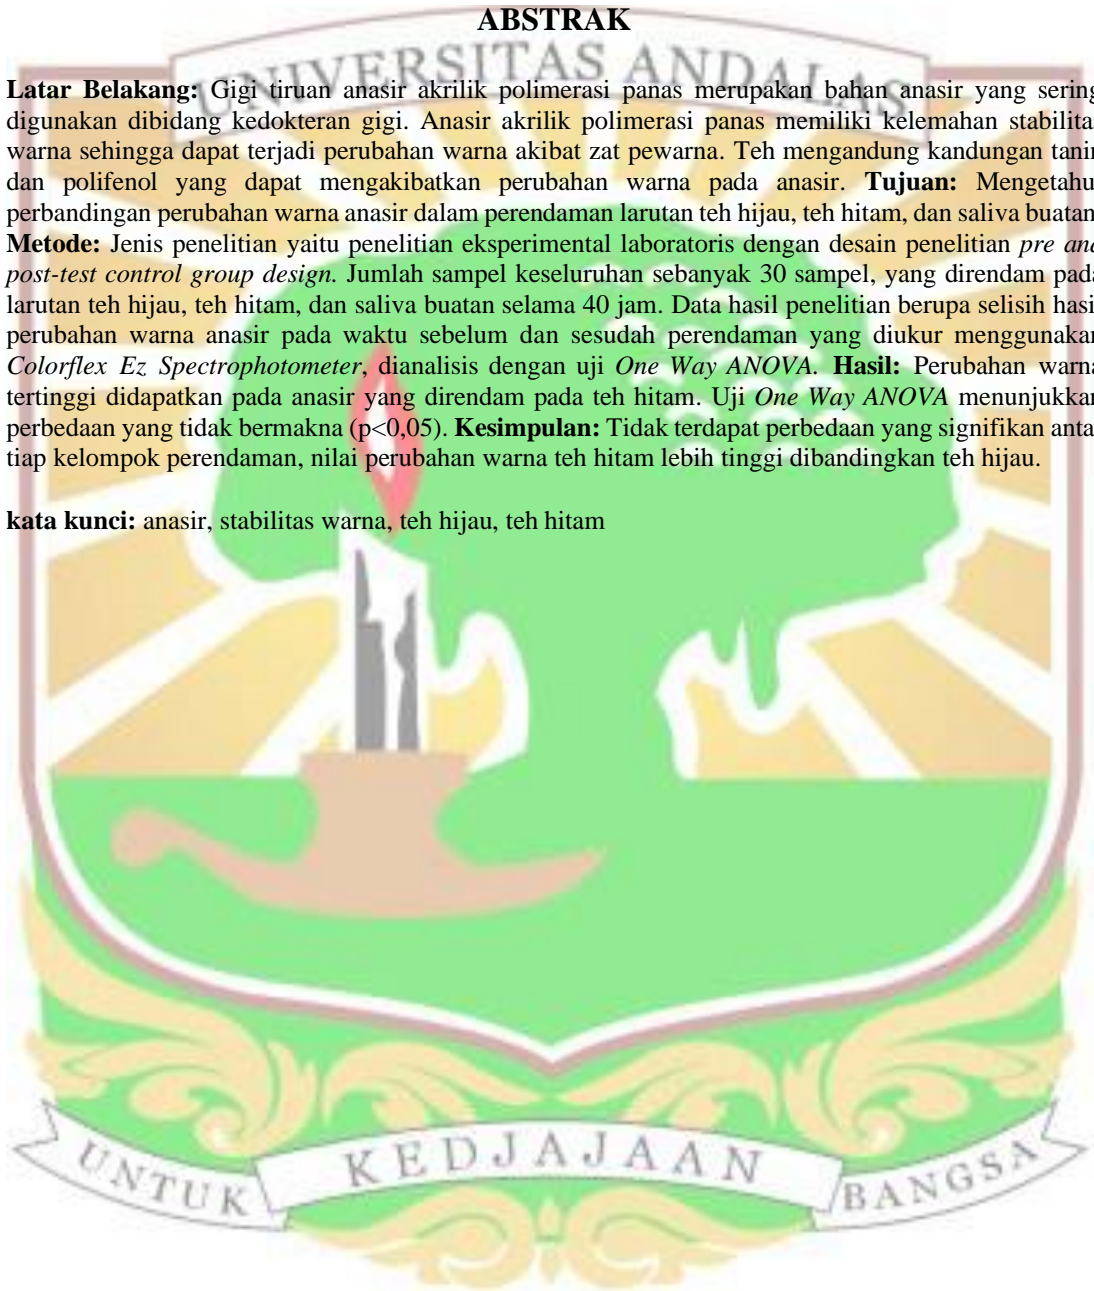 ABSTRAK
UNIVERSITAS ANDALAS
Latar Belakang: Gigi tiruan anasir akrilik polimerasi panas merupakan bahan anasir yang sering
digunakan dibidang kedokteran gigi. Anasir akrilik polimerasi panas memiliki kelemahan stabilita
warna sehingga dapat terjadi perubahan warna akibat zat pewarna. Teh mengandung kandungan tanin
dan polifenol yang dapat mengakibatkan perubahan warna pada anasir. Tujuan: Mengetahu
perbandingan perubahan warna anasir dalam perendaman larutan teh hijau, teh hitam, dan saliva buatan
Metode: Jenis penelitian yaitu penelitian eksperimental laboratoris dengan desain penelitian pre and
post-test control group design. Jumlah sampel keseluruhan sebanyak 30 sampel, yang direndam pada
larutan teh hijau, teh hitam, dan saliva buatan selama 40 jam. Data hasil penelitian berupa selisih hasi
perubahan warna anasir pada waktu sebelum dan sesudah perendaman yang diukur menggunakan
Colorflex Ez Spectrophotometer, dianalisis dengan uji One Way ANOVA. Hasil: Perubahan warna
tertinggi didapatkan pada anasir yang direndam pada teh hitam. Uji One Way ANOVA menunjukkan
perbedaan yang tidak bermakna (p<0,05). Kesimpulan: Tidak terdapat perbedaan yang signifikan anta
tiap kelompok perendaman, nilai perubahan warna teh hitam lebih tinggi dibandingkan teh hijau.
kata kunci: anasir, stabilitas warna, teh hijau, teh hitam
UNTUK KEDJAJAAN BANGSA